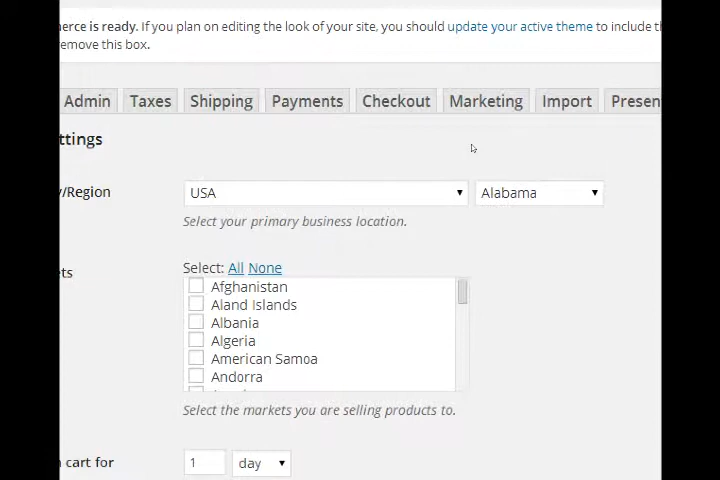 merce is ready. If you plan on editing the look of your site, you should update your active theme to include th
emove this box.
Admin Taxes Shipping Payments Checkout Marketing Import Presen
ttings
y/Region USA Alabama
Select your primary business location.
Select: All None
ets
Afghanistan
Aland Islands
Albania
Algeria
American Samoa
Andorra
Select the markets you are selling products to.
cart for 1 day